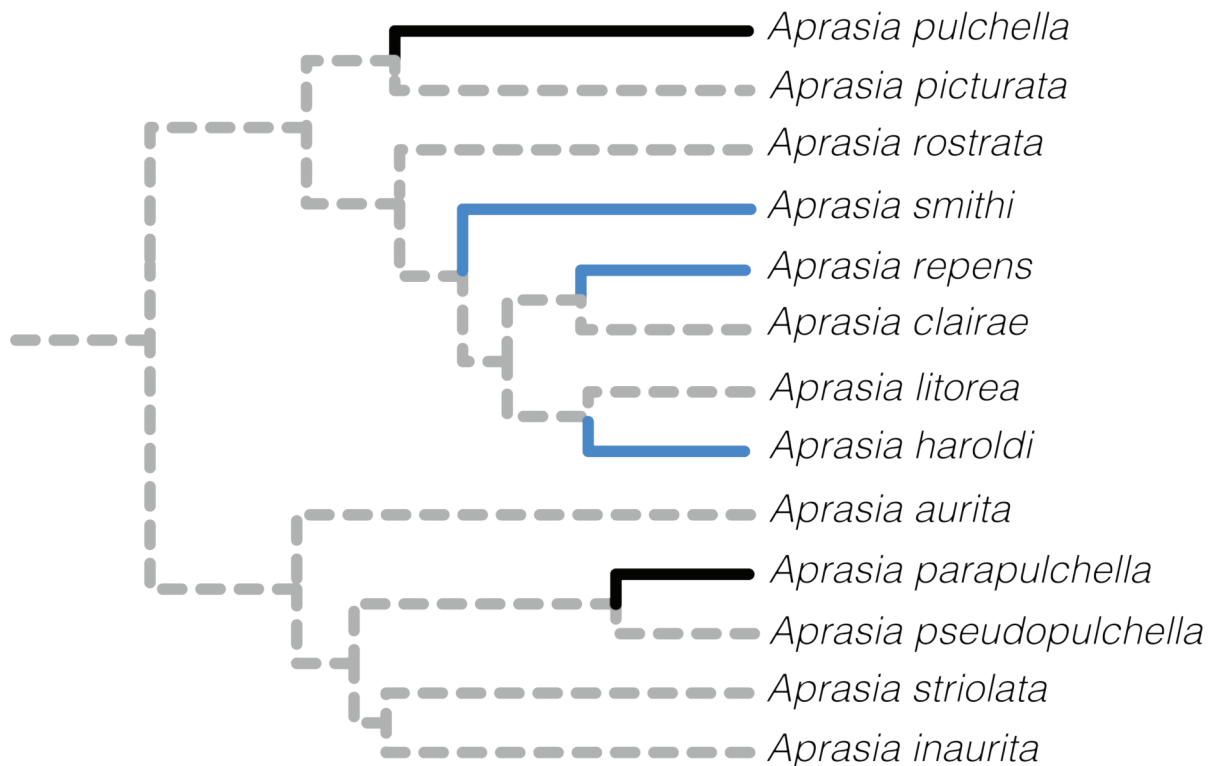 Aprasia pulchella
Aprasia picturata
Aprasia rostrata
Aprasia smithi
Aprasia repens
Aprasia clairae
Aprasia litorea
Aprasia haroldi
Aprasia aurita
Aprasia parapulchella
Aprasia pseudopulchella
Aprasia striolata
Aprasia inaurita